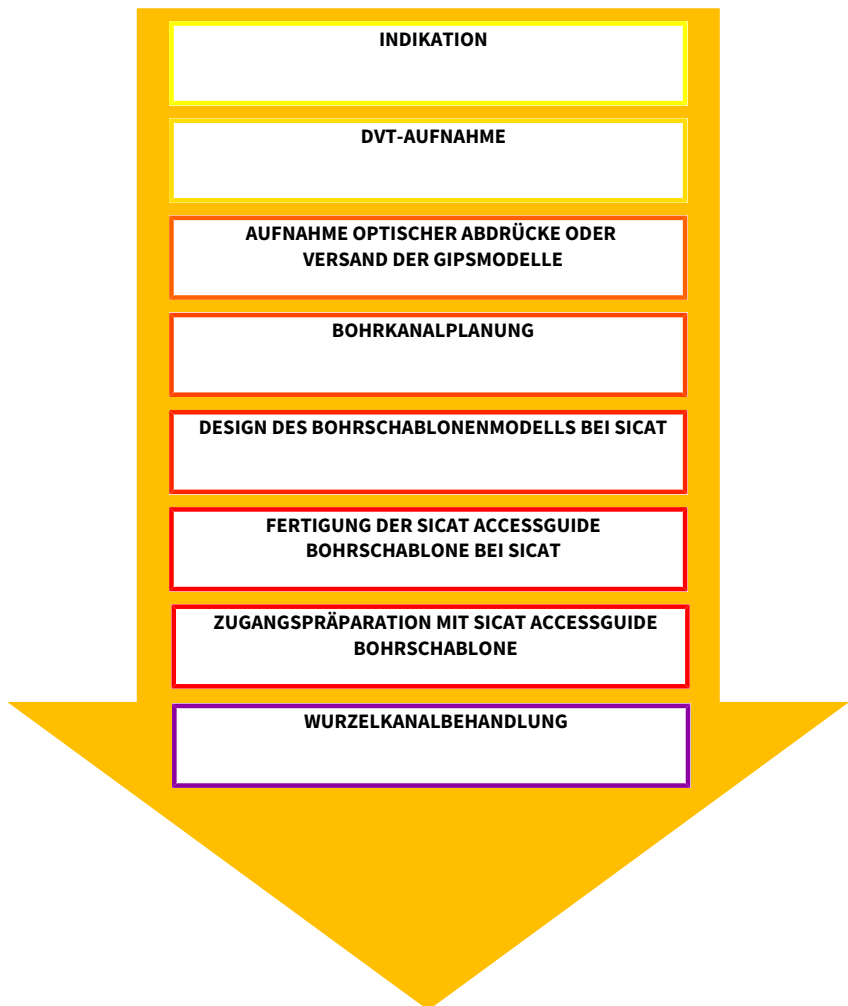 INDIKATION
DVT-AUFNAHME
AUFNAHME OPTISCHER ABDRÜCKE ODER
VERSAND DER GIPSMODELLE
BOHRKANALPLANUNG
DESIGN DES BOHRSCHABLONENMODELLS BEI SICAT
FERTIGUNG DER SICAT ACCESSGUIDE
BOHRSCHABLONE BEI SICAT
ZUGANGSPRÄPARATION MIT SICAT ACCESSGUIDE
BOHRSCHABLONE
WURZELKANALBEHANDLUNG